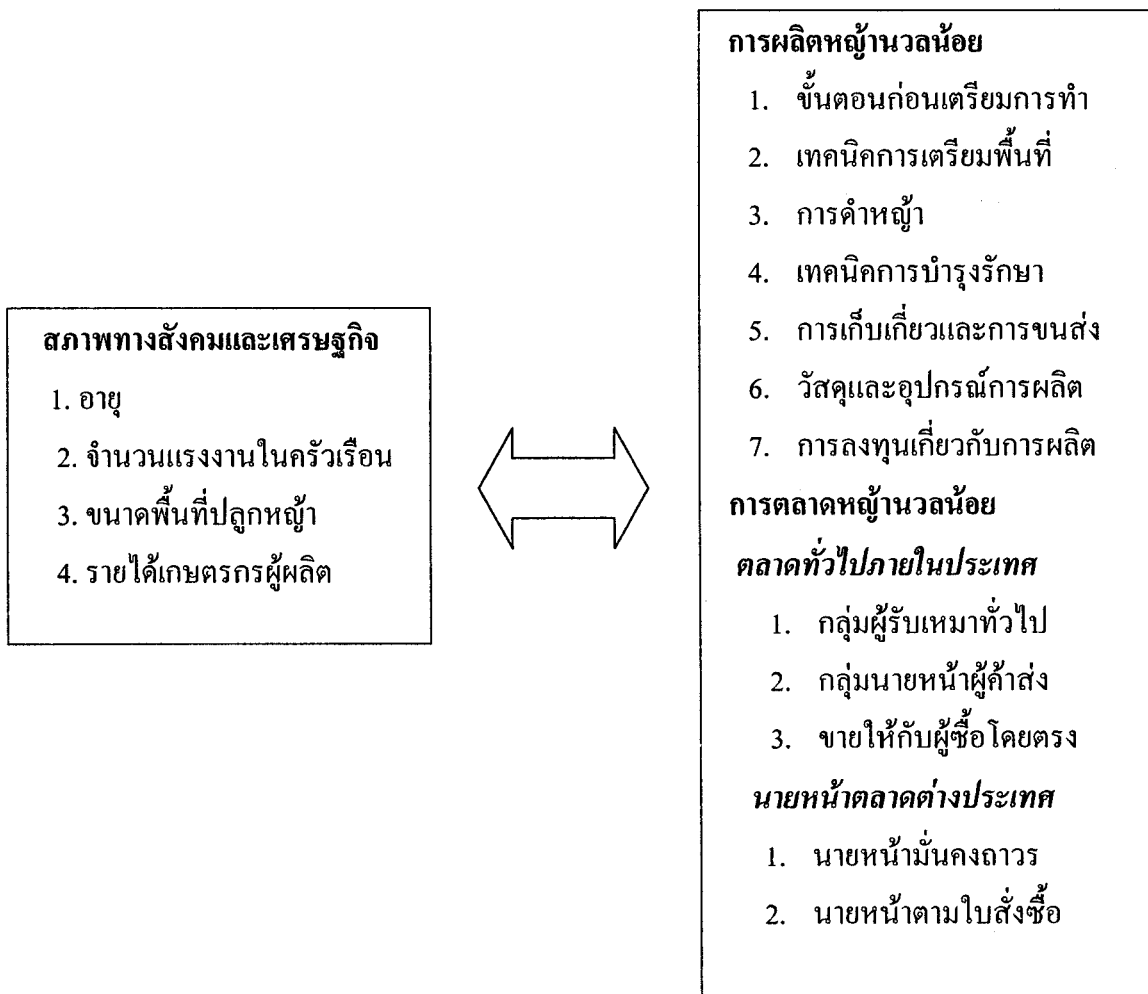 สภาพทางสังคมและเศรษฐกิจ
1. อายุ
2. จำนวนแรงงานในครัวเรือน
3. ขนาดพื้นที่ปลูกหญ้า
4. รายได้เกษตรกรผู้ผลิต
การผลิตหญ้านวลน้อย
1. ขั้นตอนก่อนเตรียมการทำ
2. เทคนิคการเตรียมพื้นที่
3. การดำหญ้า
4. เทคนิคการบำรุงรักษา
5. การเก็บเกี่ยวและการขนส่ง
6. วัสดุและอุปกรณ์การผลิต
7. การลงทุนเกี่ยวกับการผลิต
การตลาดหญ้านวลน้อย
ตลาดทั่วไปภายในประเทศ
1. กลุ่มผู้รับเหมาทั่วไป
2. กลุ่มนายหน้าผู้ค้าส่ง
3. ขายให้กับผู้ซื้อโดยตรง
นายหน้าตลาดต่างประเทศ
1. นายหน้ามั่นคงถาวร
2. นายหน้าตามใบสั่งซื้อ